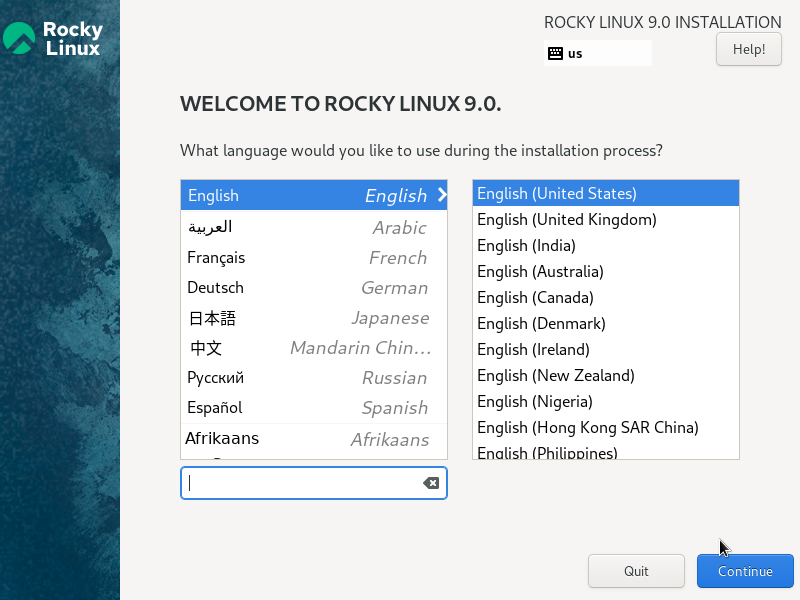 Rocky
Linux
ROCKY LINUX 9.0 INSTALLATION
us
Help!
WELCOME TO ROCKY LINUX 9.0.
What language would you like to use during the installation process?
English English
العربية Arabic
Français French
Deutsch German
日本語 Japanese
中文 Mandarin Chin...
Русский Russian
Español Spanish
Afrikaans Afrikaans
English (United States)
English (United Kingdom)
English (India)
English (Australia)
English (Canada)
English (Denmark)
English (Ireland)
English (New Zealand)
English (Nigeria)
English (Hong Kong SAR China)
English (Philippines)
Quit
Continue